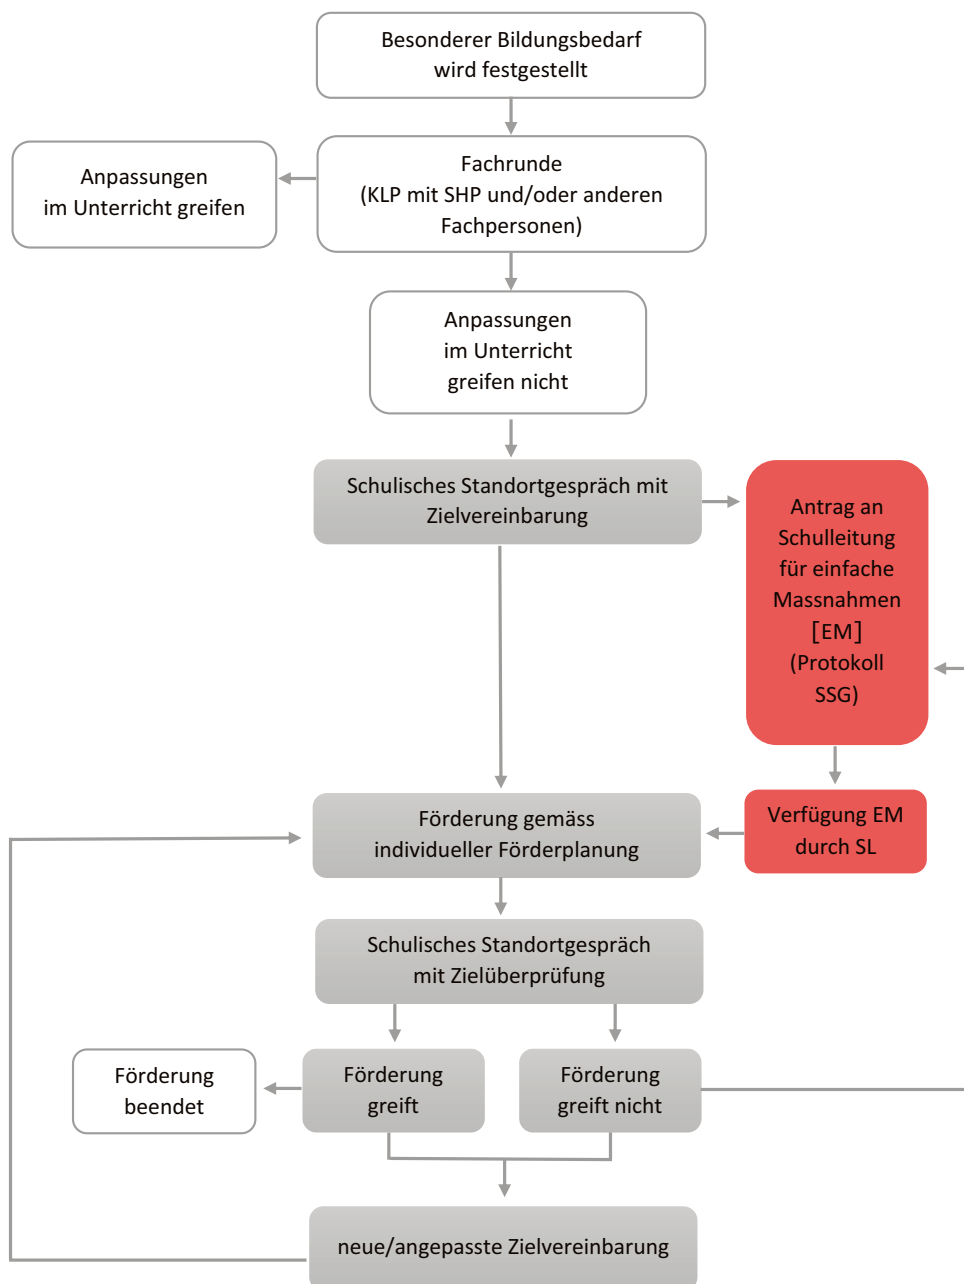 Besonderer Bildungsbedarf
wird festgestellt
Anpassungen
im Unterricht greifen
Fachrunde
(KLP mit SHP und/oder anderen
Fachpersonen)
Anpassungen
im Unterricht
greifen nicht
Schulisches Standortgespräch mit
Zielvereinbarung
Antrag an
Schulleitung
für einfache
Massnahmen
[EM]
(Protokoll
SSG)
Förderung gemäss
individueller Förderplanung
Verfügung EM
durch SL
Schulisches Standortgespräch
mit Zielüberprüfung
Förderung
beendet
Förderung
greift
Förderung
greift nicht
neue/angepasste Zielvereinbarung